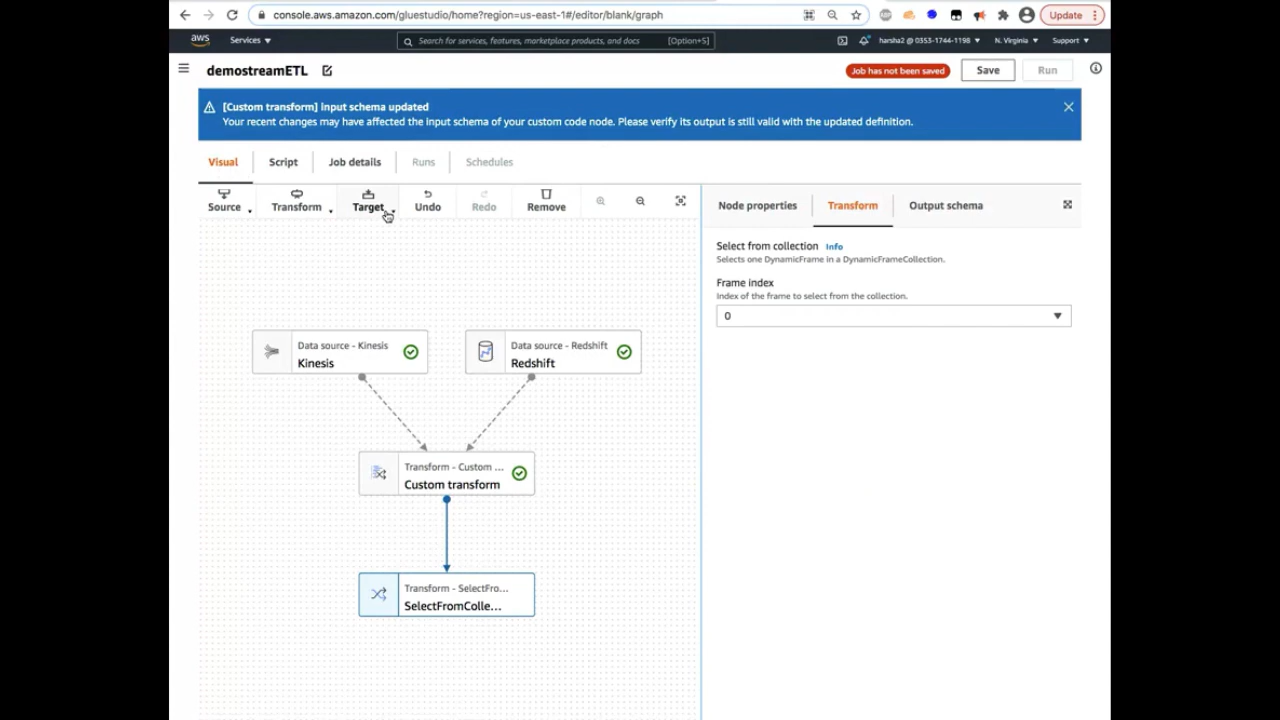 console.aws.amazon.com/gluestudio/home?region=us-east-1#/editor/blank/graph
Update
aws
Services
Search for services, features, marketplace products, and docs
[Option+S]
harsha2 @ 0353-1744-1198
N. Virginia
Support
demostreamETL
Job has not been saved
Save
Run
[Custom transform] Input schema updated
Your recent changes may have affected the input schema of your custom code node. Please verify its output is still valid with the updated definition.
Visual
Script
Job details
Runs
Schedules
Source
Transform
Target
Undo
Redo
Remove
Node properties
Transform
Output schema
Select from collection Info
Selects one DynamicFrame in a DynamicFrameCollection.
Frame index
Index of the frame to select from the collection.
0
Data source - Kinesis
Kinesis
Data source - Redshift
Redshift
Transform - Custom ...
Custom transform
Transform - SelectFro...
SelectFromColle...